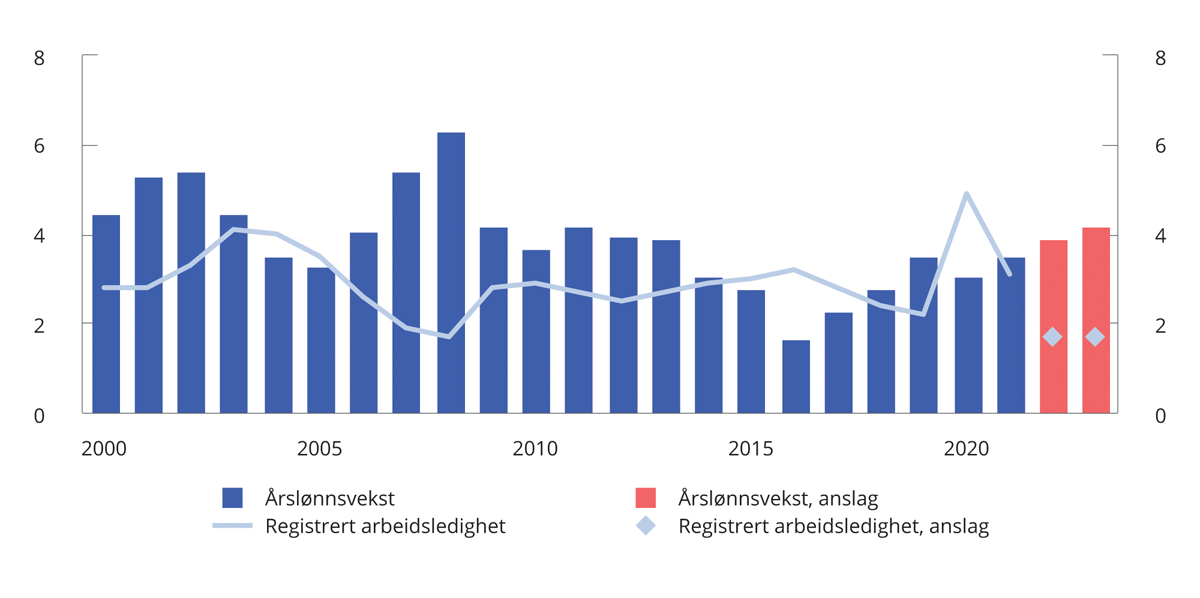 8 8
6 6
4 4
2 2
0 0
2000 2005 2010 2015 2020
Årslønnsvekst Årslønnsvekst, anslag
Registrert arbeidsledighet Registrert arbeidsledighet, anslag